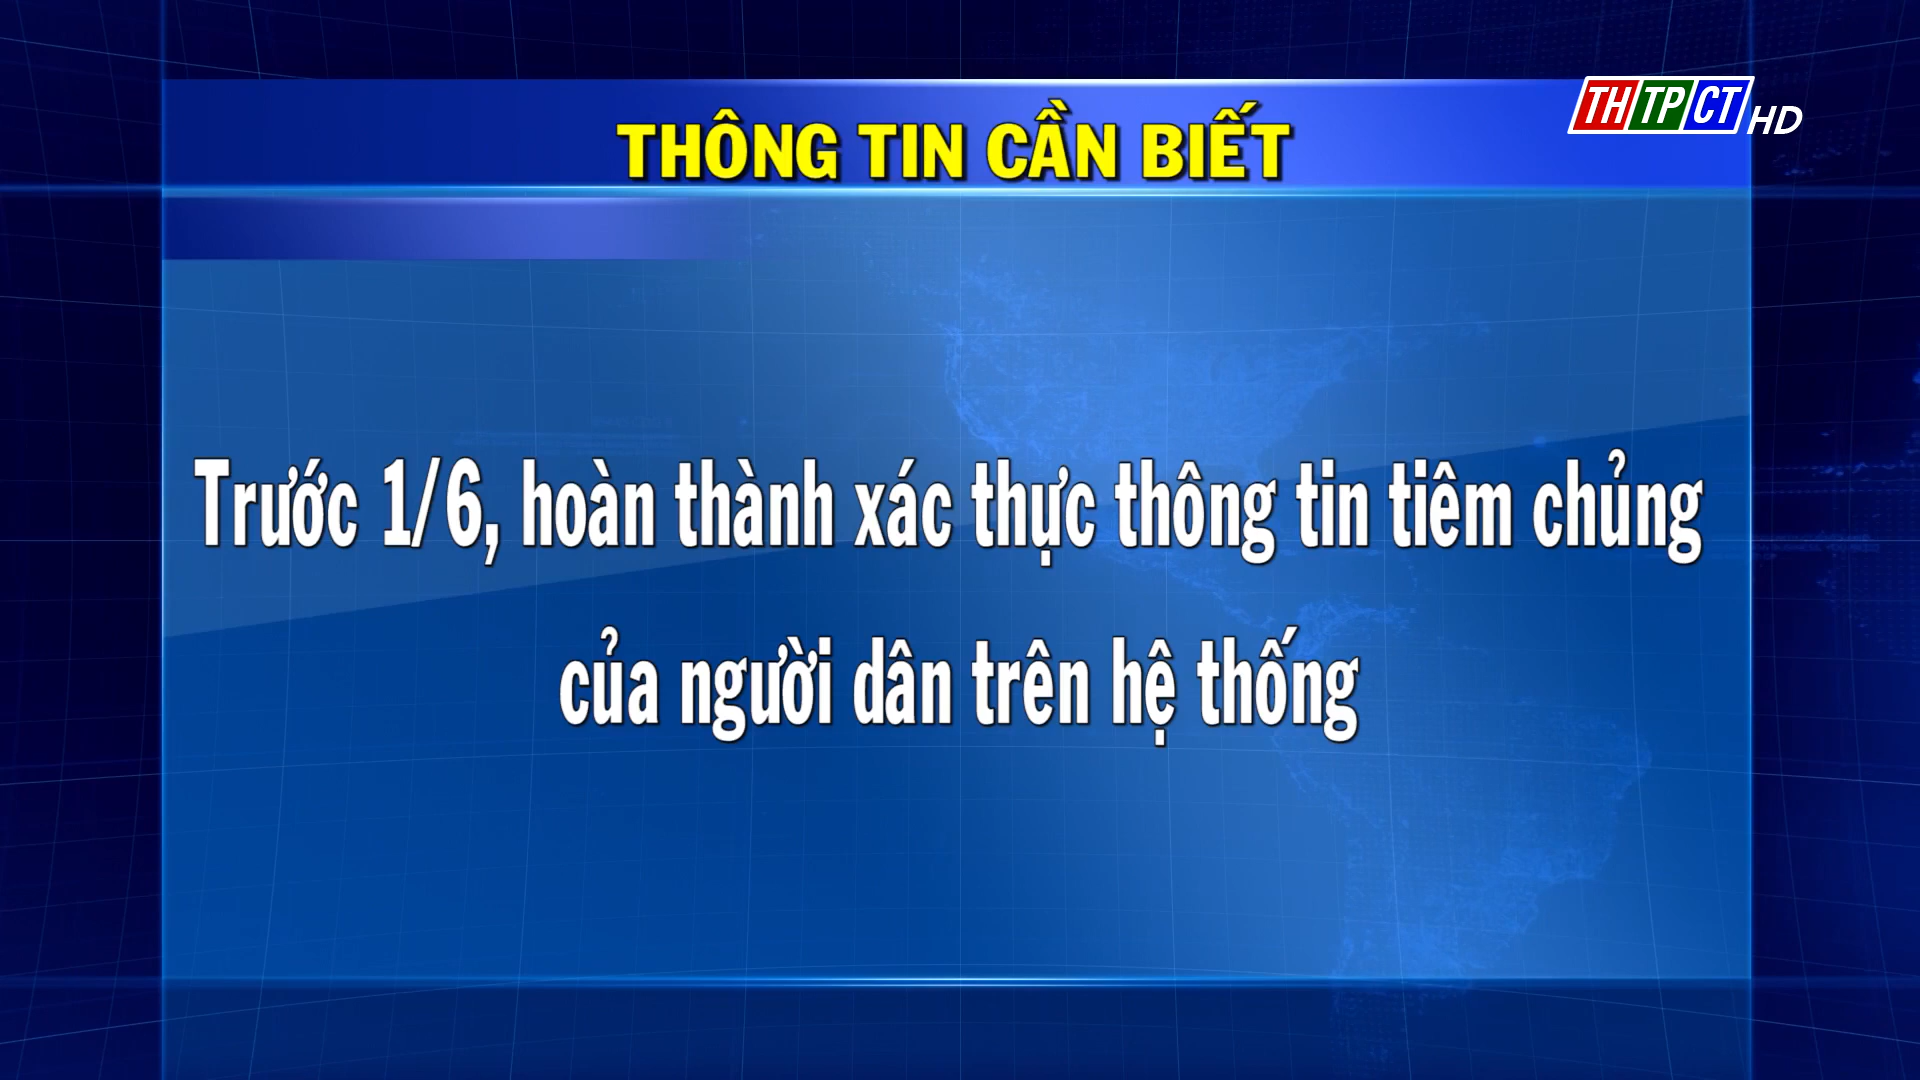 THÔNG TIN CẦN BIẾT
THTPCT HD
Trước 1/6, hoàn thành xác thực thông tin tiêm chủng
của người dân trên hệ thống